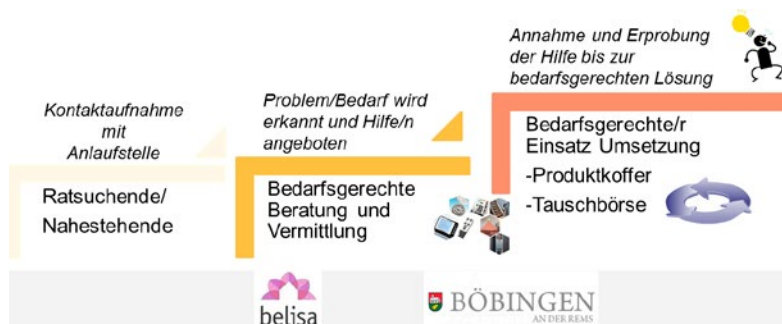 Kontaktaufnahme
mit
Anlaufstelle
Ratsuchende/
Nahestehende
Problem/Bedarf wird
erkannt und Hilfe/n
angeboten
Bedarfsgerechte
Beratung und
Vermittlung
Annahme und Erprobung
der Hilfe bis zur
bedarfsgerechten Lösung
Bedarfsgerechte/r
Einsatz Umsetzung
-Produktkoffer
-Tauschbörse
belisa
BÖBINGEN
AN DER REMS